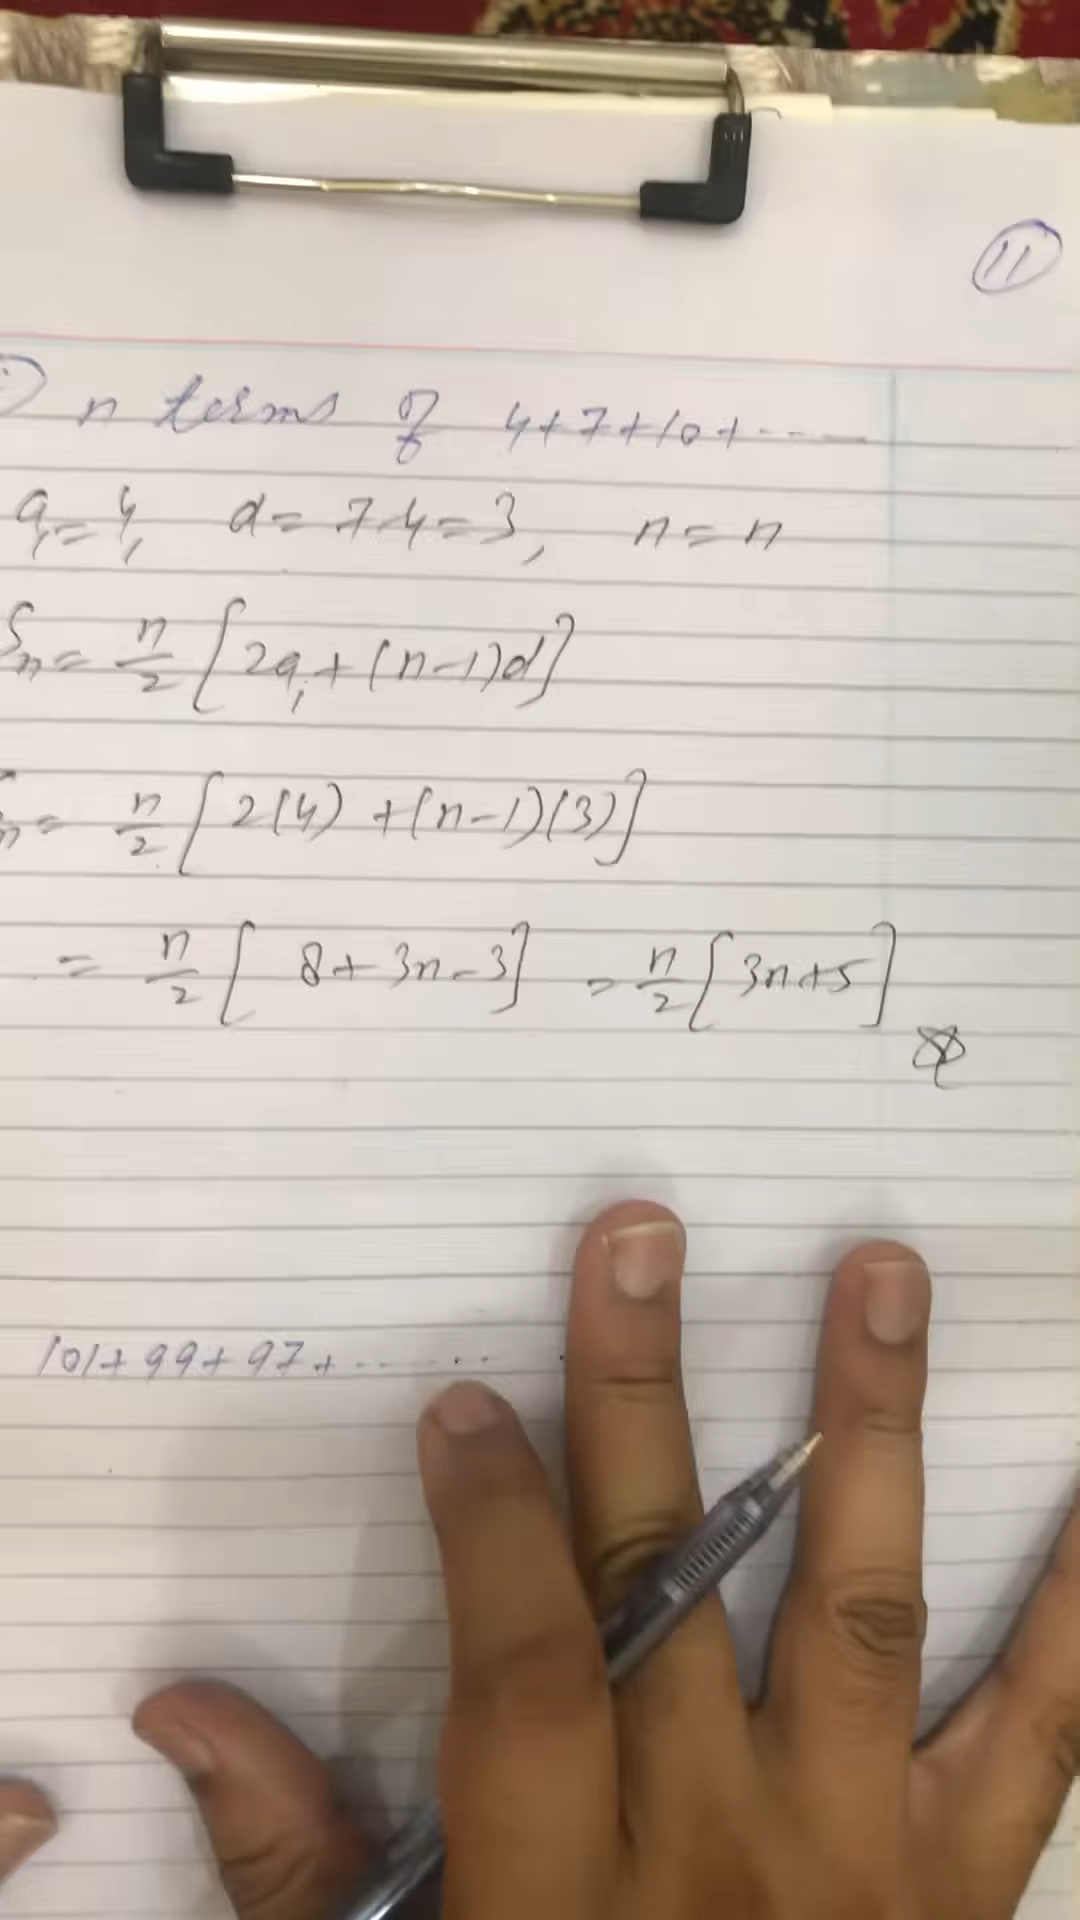 11
n terms of 4+7+10+......
a₁=4, d=7-4=3, n=n
Sn= n/2 [2a₁+(n-1)d]
Sn= n/2 [2(4)+(n-1)(3)]
= n/2 [8+3n-3] = n/2 [3n+5]
101+99+97+......